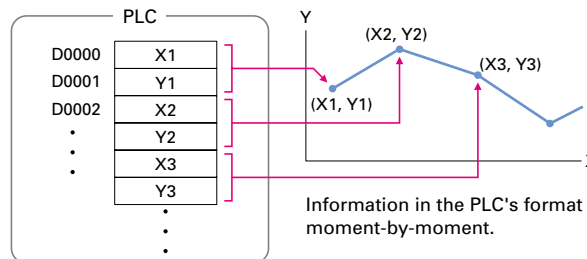 PLC
D0000 X1
D0001 Y1
D0002 X2
Y2
X3
Y3
Y
(X2, Y2)
(X3, Y3)
(X1, Y1)
Information in the PLC's format
moment-by-moment.